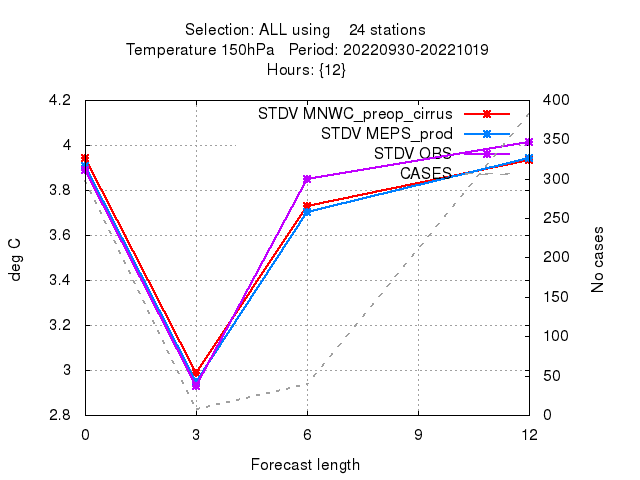 Selection: ALL using 24 stations
Temperature 150hPa Period: 20220930-20221019
Hours: {12}
STDV MNWC_preop_cirrus
STDV MEPS_prod
STDV OBS
CASES
4.2
4
3.8
3.6
3.4
3.2
3
2.8
deg C
400
350
300
250
200
150
100
50
0
No cases
0 3 6 9 12
Forecast length